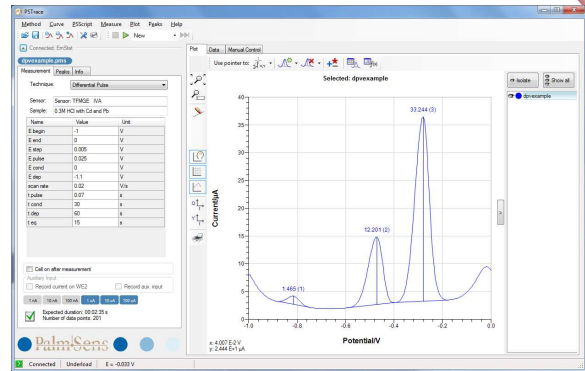 PSTrace
Method Curve PSScript Measure Plot Peaks Help
New
Connected: EmStat
dpvexample.pms
Measurement Peaks Info...
Technique: Differential Pulse
Sensor: Sensor: TFMGE IVA
Sample: 0.3M HCl with Cd and Pb
Name Value Unit
E begin -1 V
E end 0 V
E step 0.005 V
E pulse 0.025 V
E cond 0 V
E dep -1.1 V
scan rate 0.02 V/s
t pulse 0.07 s
t cond 30 s
t dep 60 s
t eq 15 s
Cell on after measurement
Auxiliary Input
Record current on WE2 Record aux. input
1 nA 10 nA 100 nA 1 uA 10 uA 100 uA
Expected duration: 00:02:35 s
Number of data points: 201
PalmSens
Connected Underload E = -0.033 V
Plot Data Manual Control
Use pointer to:
Selected: dpvexample
Current/µA
40
35
30
25
20
15
10
5
0
33.244 (3)
12.201 (2)
1.465 (1)
-1.0 -0.8 -0.6 -0.4 -0.2 0.0
Potential/V
x: 4.007 E-2 V
y: 2.444 E+1 µA
Isolate Show all
dpvexample